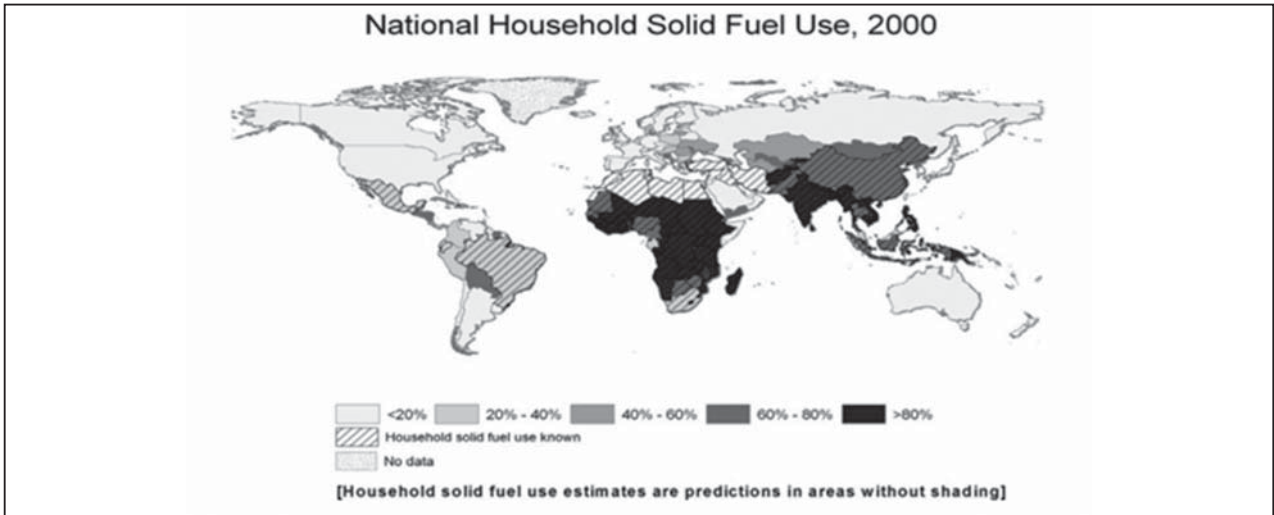 National Household Solid Fuel Use, 2000
<20% 20% - 40% 40% - 60% 60% - 80% >80%
Household solid fuel use known
No data
[Household solid fuel use estimates are predictions in areas without shading]